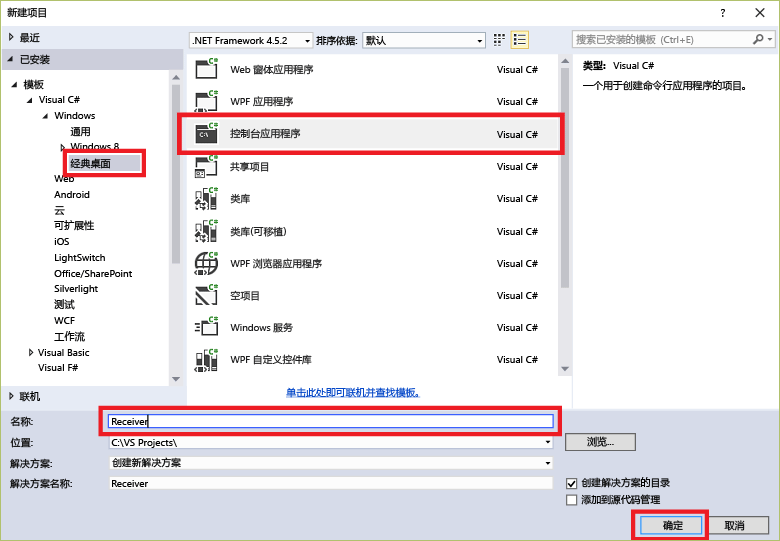 新建项目
最近
.NET Framework 4.5.2 排序依据: 默认 搜索已安装的模板 (Ctrl+E)
已安装
模板
Visual C#
Windows
通用
Windows 8
经典桌面
Web
Android
云
可扩展性
iOS
LightSwitch
Office/SharePoint
Silverlight
测试
WCF
工作流
Visual Basic
Visual F#
联机
Web 窗体应用程序 Visual C#
WPF 应用程序 Visual C#
控制台应用程序 Visual C#
共享项目 Visual C#
类库 Visual C#
类库(可移植) Visual C#
WPF 浏览器应用程序 Visual C#
空项目 Visual C#
Windows 服务 Visual C#
WPF 自定义控件库 Visual C#
单击此处即可联机并查找模板。
类型: Visual C#
一个用于创建命令行应用程序的项目。
名称: Receiver
位置: C:\VS Projects\ 浏览...
解决方案: 创建新解决方案
解决方案名称: Receiver
创建解决方案的目录
添加到源代码管理
确定 取消